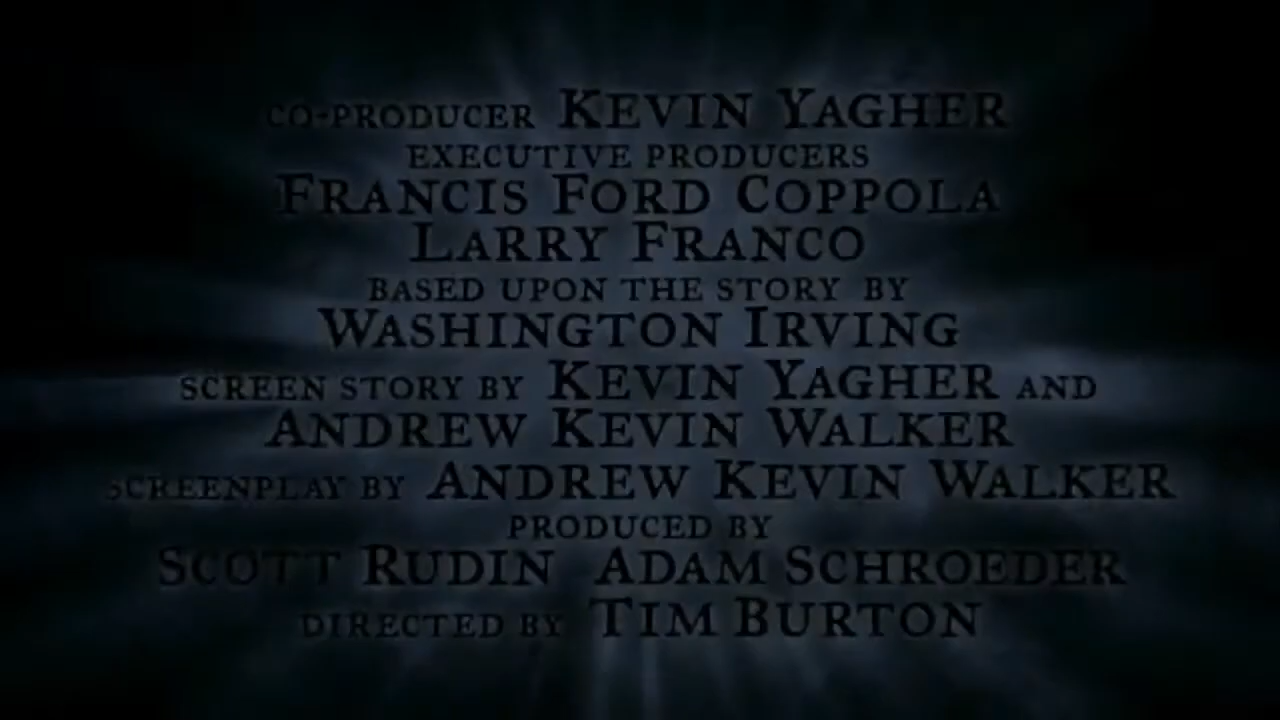 CO-PRODUCER KEVIN YAGHER
EXECUTIVE PRODUCERS
FRANCIS FORD COPPOLA
LARRY FRANCO
BASED UPON THE STORY BY
WASHINGTON IRVING
SCREEN STORY BY KEVIN YAGHER AND
ANDREW KEVIN WALKER
SCREENPLAY BY ANDREW KEVIN WALKER
PRODUCED BY
SCOTT RUDIN ADAM SCHROEDER
DIRECTED BY TIM BURTON